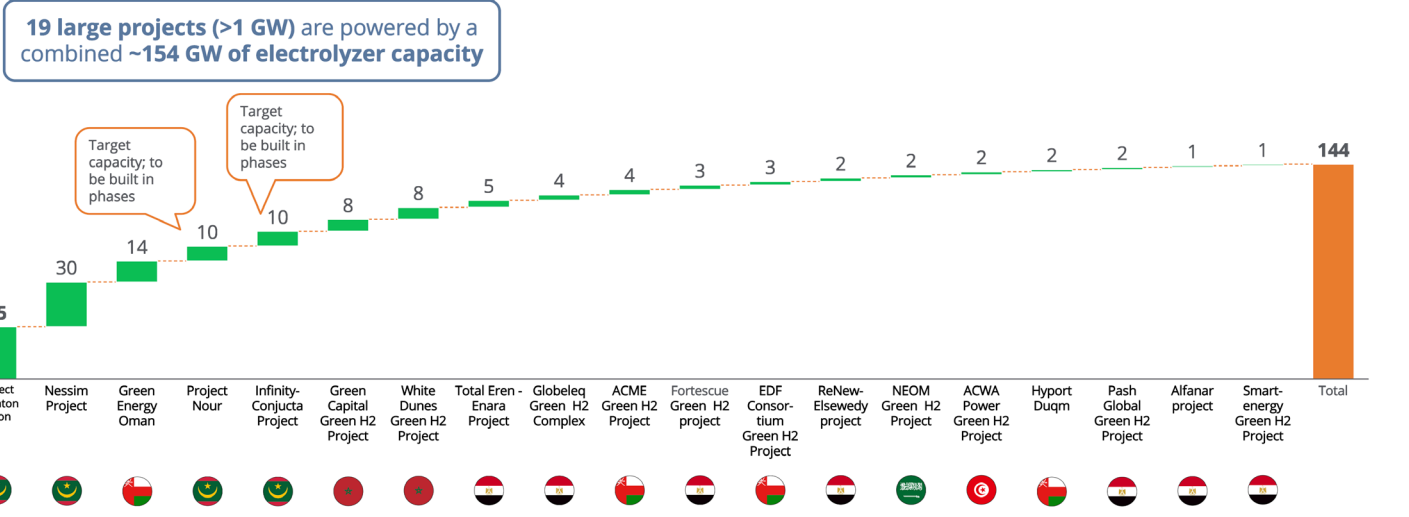 19 large projects (>1 GW) are powered by a
combined ~154 GW of electrolyzer capacity
Target
capacity; to
be built in
phases
Target
capacity; to
be built in
phases
5
30
14
10
10
8
8
5
4
4
3
3
2
2
2
2
2
1
1
144
ect
ton
on
Nessim
Project
Green
Energy
Oman
Project
Nour
Infinity-
Conjucta
Project
Green
Capital
Green H2
Project
White
Dunes
Green H2
Project
Total Eren -
Enara
Project
Globeleq
Green H2
Complex
ACME
Green H2
Project
Fortescue
Green H2
project
EDF
Consor-
tium
Green H2
Project
ReNew-
Elsewedy
project
NEOM
Green H2
Project
ACWA
Power
Green H2
Project
Hyport
Duqm
Pash
Global
Green H2
Project
Alfanar
project
Smart-
energy
Green H2
Project
Total